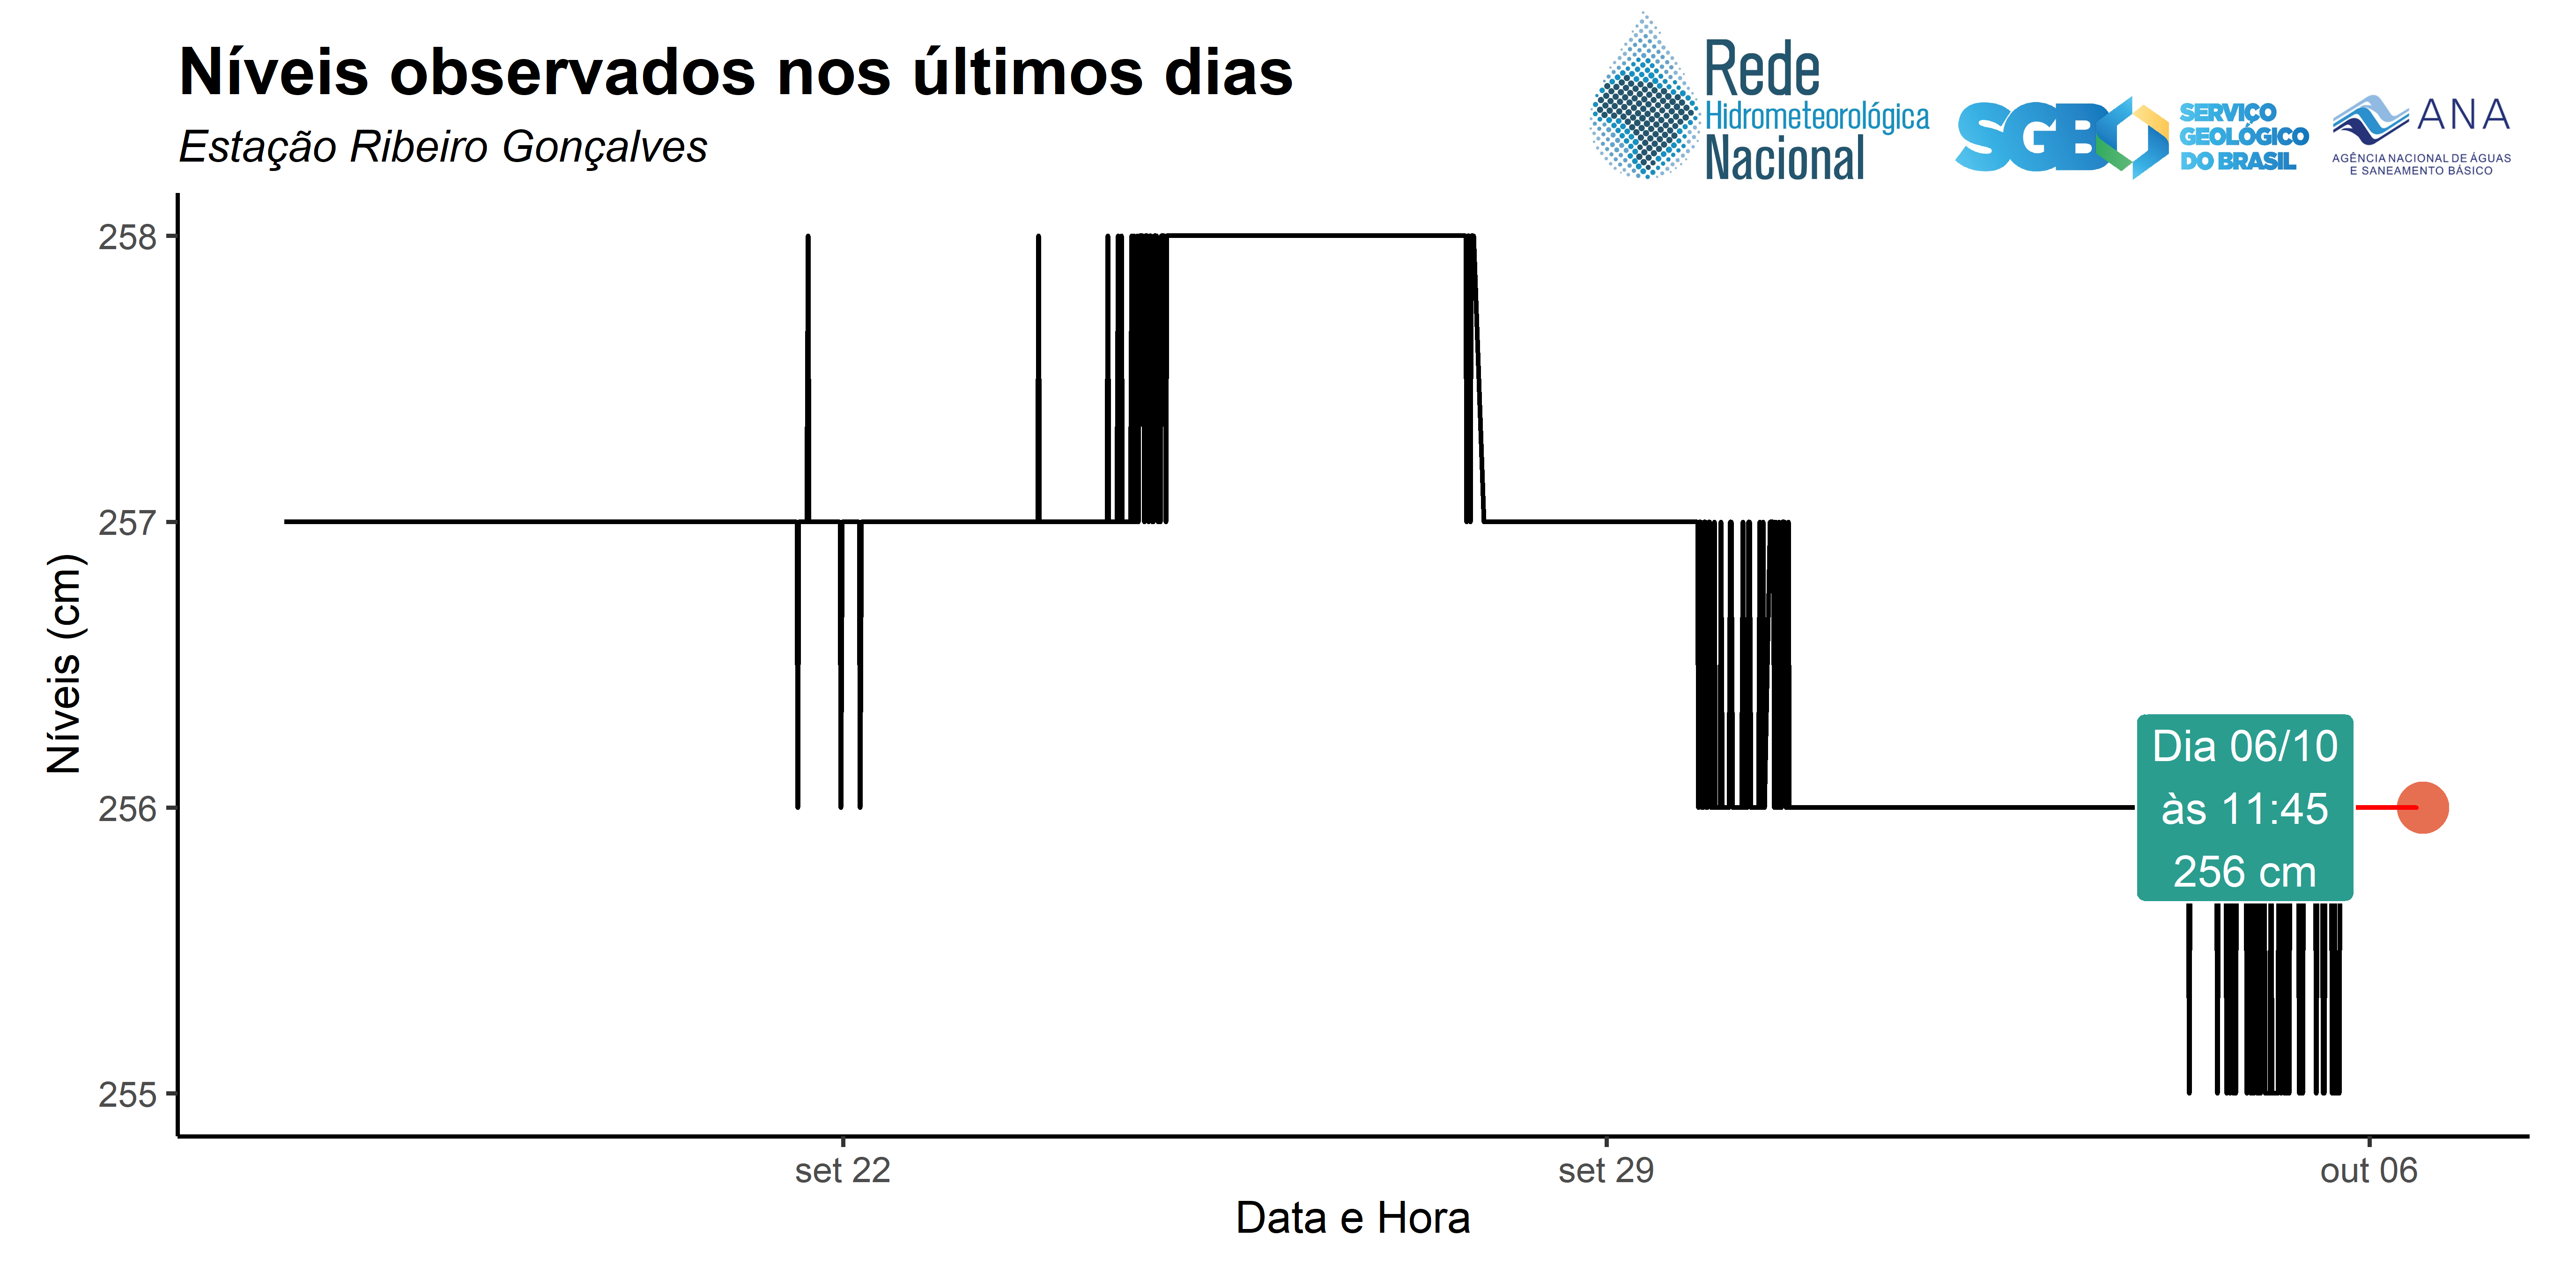 Níveis observados nos últimos dias
Estação Ribeiro Gonçalves
Rede
Hidrometeorológica
Nacional
SGB
SERVIÇO
GEOLÓGICO
DO BRASIL
ANA
AGÊNCIA NACIONAL DE ÁGUAS
E SANEAMENTO BÁSICO
Níveis (cm)
258
257
256
255
Dia 06/10
às 11:45
256 cm
set 22
set 29
out 06
Data e Hora